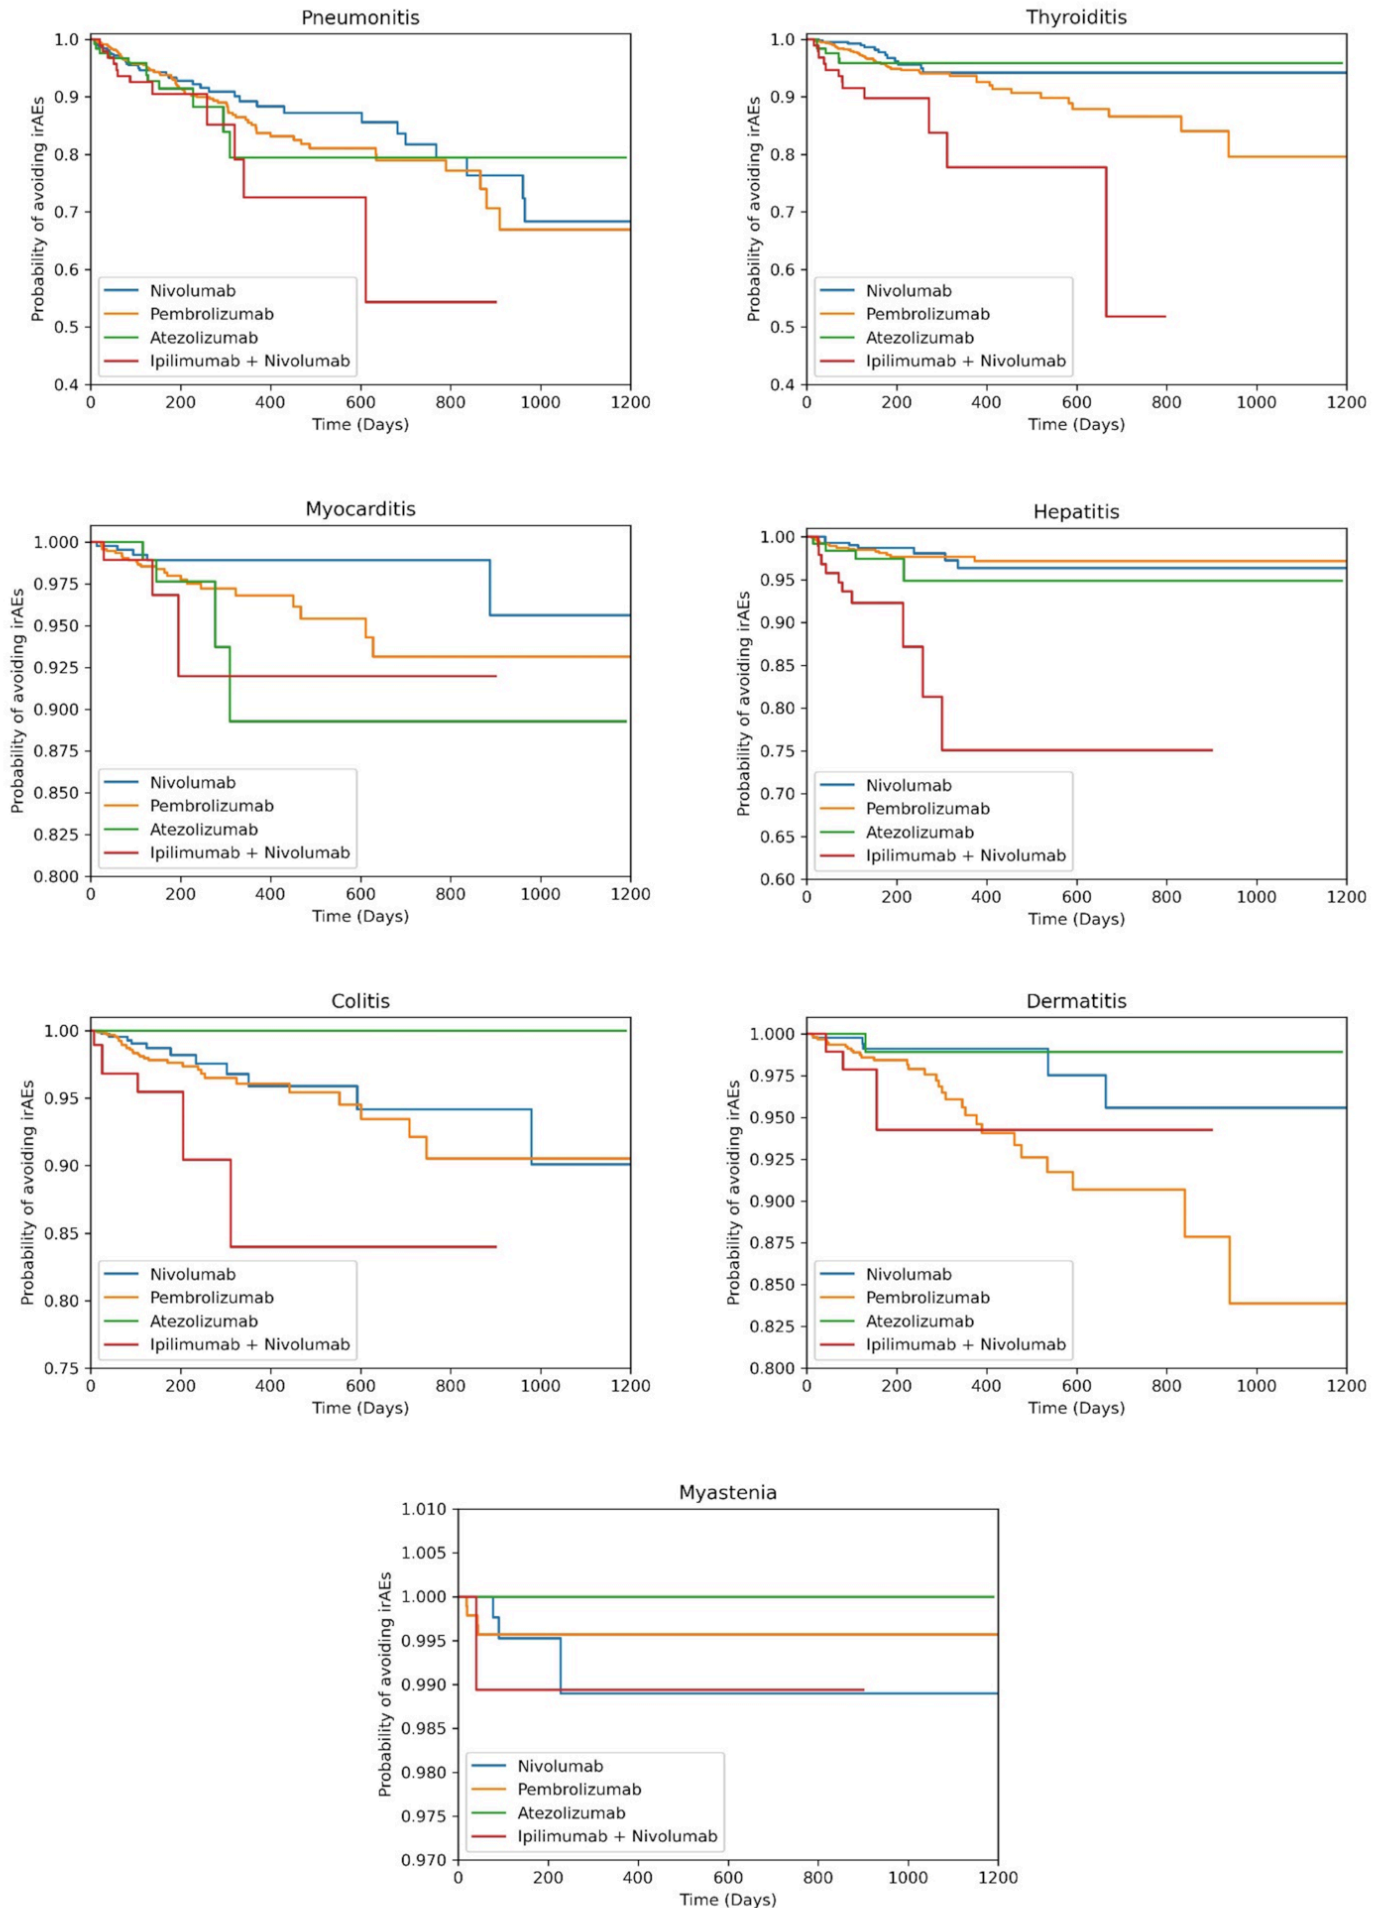 Pneumonitis
1.0
0.9
0.8
0.7
0.6
0.5
0.4
Probability of avoiding irAEs
Nivolumab
Pembrolizumab
Atezolizumab
Ipilimumab + Nivolumab
0 200 400 600 800 1000 1200
Time (Days)
Thyroiditis
1.0
0.9
0.8
0.7
0.6
0.5
0.4
Probability of avoiding irAEs
Nivolumab
Pembrolizumab
Atezolizumab
Ipilimumab + Nivolumab
0 200 400 600 800 1000 1200
Time (Days)
Myocarditis
1.000
0.975
0.950
0.925
0.900
0.875
0.850
0.825
0.800
Probability of avoiding irAEs
Nivolumab
Pembrolizumab
Atezolizumab
Ipilimumab + Nivolumab
0 200 400 600 800 1000 1200
Time (Days)
Hepatitis
1.00
0.95
0.90
0.85
0.80
0.75
0.70
0.65
0.60
Probability of avoiding irAEs
Nivolumab
Pembrolizumab
Atezolizumab
Ipilimumab + Nivolumab
0 200 400 600 800 1000 1200
Time (Days)
Colitis
1.00
0.95
0.90
0.85
0.80
0.75
Probability of avoiding irAEs
Nivolumab
Pembrolizumab
Atezolizumab
Ipilimumab + Nivolumab
0 200 400 600 800 1000 1200
Time (Days)
Dermatitis
1.000
0.975
0.950
0.925
0.900
0.875
0.850
0.825
0.800
Probability of avoiding irAEs
Nivolumab
Pembrolizumab
Atezolizumab
Ipilimumab + Nivolumab
0 200 400 600 800 1000 1200
Time (Days)
Myastenia
1.010
1.005
1.000
0.995
0.990
0.985
0.980
0.975
0.970
Probability of avoiding irAEs
Nivolumab
Pembrolizumab
Atezolizumab
Ipilimumab + Nivolumab
0 200 400 600 800 1000 1200
Time (Days)